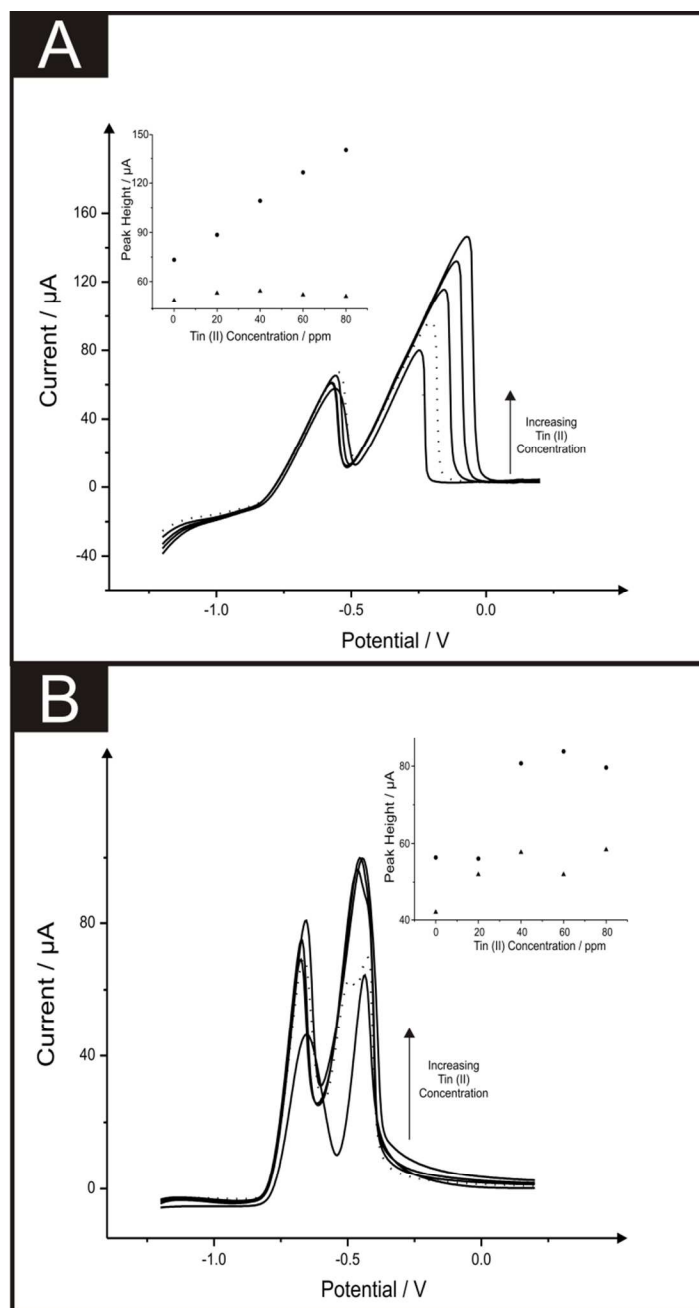 A
150
130
90
60
Peak Height / µA
0 20 40 60 80
Tin (II) Concentration / ppm
160
120
80
40
0
-40
Current / µA
Increasing
Tin (II)
Concentration
-1.0 -0.5 0.0
Potential / V
B
80
60
40
Peak Height / µA
0 20 40 60 80
Tin (II) Concentration / ppm
80
40
0
Current / µA
Increasing
Tin (II)
Concentration
-1.0 -0.5 0.0
Potential / V